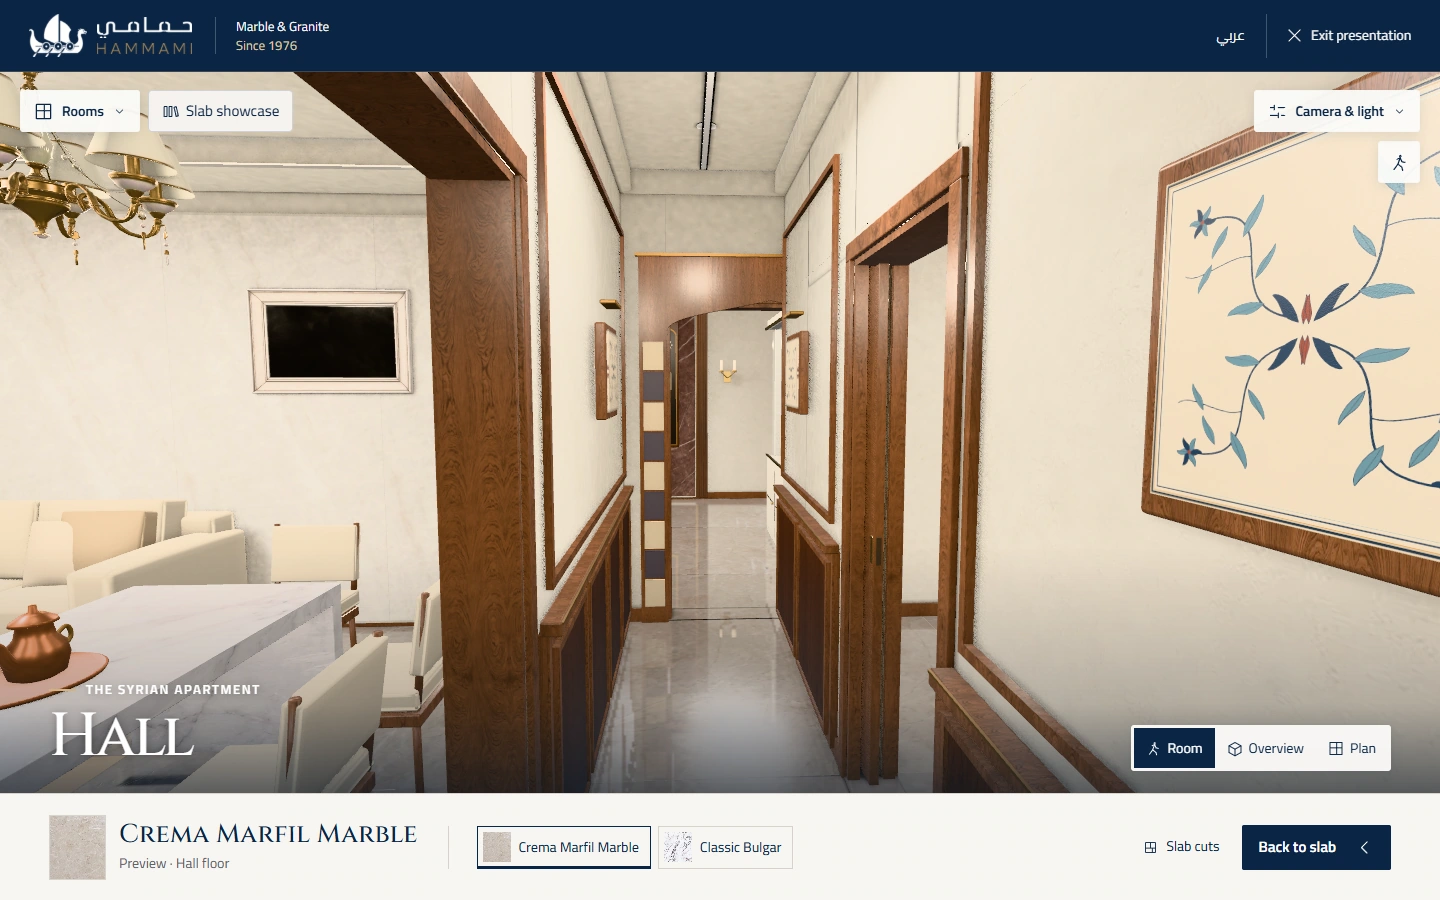 حمامي
HAMMAMI
Marble & Granite
Since 1976
عربي
Exit presentation
Rooms
Slab showcase
Camera & light
THE SYRIAN APARTMENT
HALL
Room
Overview
Plan
CREMA MARFIL MARBLE
Preview · Hall floor
Crema Marfil Marble
Classic Bulgar
Slab cuts
Back to slab